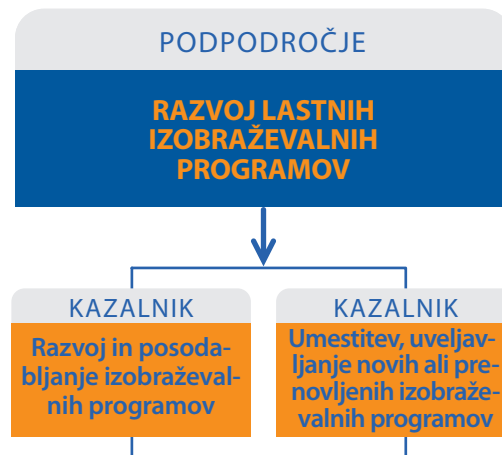 PODPODROČJE
RAZVOJ LASTNIH
IZOBRAŽEVALNIH
PROGRAMOV
KAZALNIK
Razvoj in posoda-
bljanje izobraževal-
nih programov
KAZALNIK
Umestitev, uveljav-
ljanje novih ali pre-
novljenih izobraže-
valnih programov